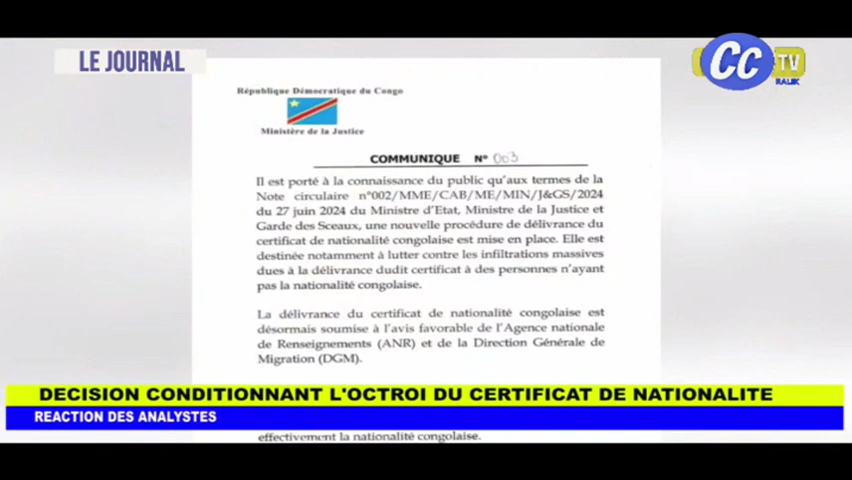 LE JOURNAL
CC TV
RALIK
République Démocratique du Congo
Ministère de la Justice
COMMUNIQUE N° 003
Il est porté à la connaissance du public qu'aux termes de la
Note circulaire n°002/MME/CAB/ME/MIN/J&GS/2024
du 27 juin 2024 du Ministre d'Etat, Ministre de la Justice et
Garde des Sceaux, une nouvelle procédure de délivrance du
certificat de nationalité congolaise est mise en place. Elle est
destinée notamment à lutter contre les infiltrations massives
dues à la délivrance dudit certificat à des personnes n'ayant
pas la nationalité congolaise.
La délivrance du certificat de nationalité congolaise est
désormais soumise à l'avis favorable de l'Agence nationale
de Renseignements (ANR) et de la Direction Générale de
Migration (DGM).
DECISION CONDITIONNANT L'OCTROI DU CERTIFICAT DE NATIONALITE
REACTION DES ANALYSTES
effectivement la nationalité congolaise.